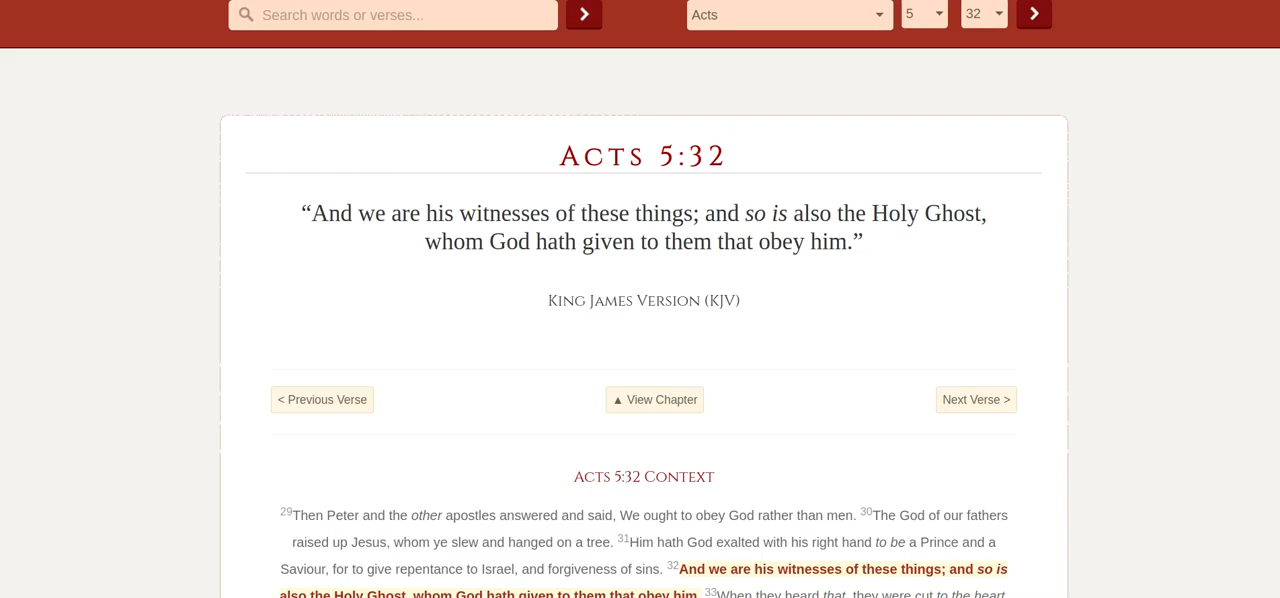 Search words or verses...
Acts
5
32
Acts 5:32
“And we are his witnesses of these things; and so is also the Holy Ghost,
whom God hath given to them that obey him.”
King James Version (KJV)
< Previous Verse
▲ View Chapter
Next Verse >
Acts 5:32 Context
29Then Peter and the other apostles answered and said, We ought to obey God rather than men. 30The God of our fathers
raised up Jesus, whom ye slew and hanged on a tree. 31Him hath God exalted with his right hand to be a Prince and a
Saviour, for to give repentance to Israel, and forgiveness of sins. 32And we are his witnesses of these things; and so is
also the Holy Ghost, whom God hath given to them that obey him. 33When they heard that, they were cut to the heart,